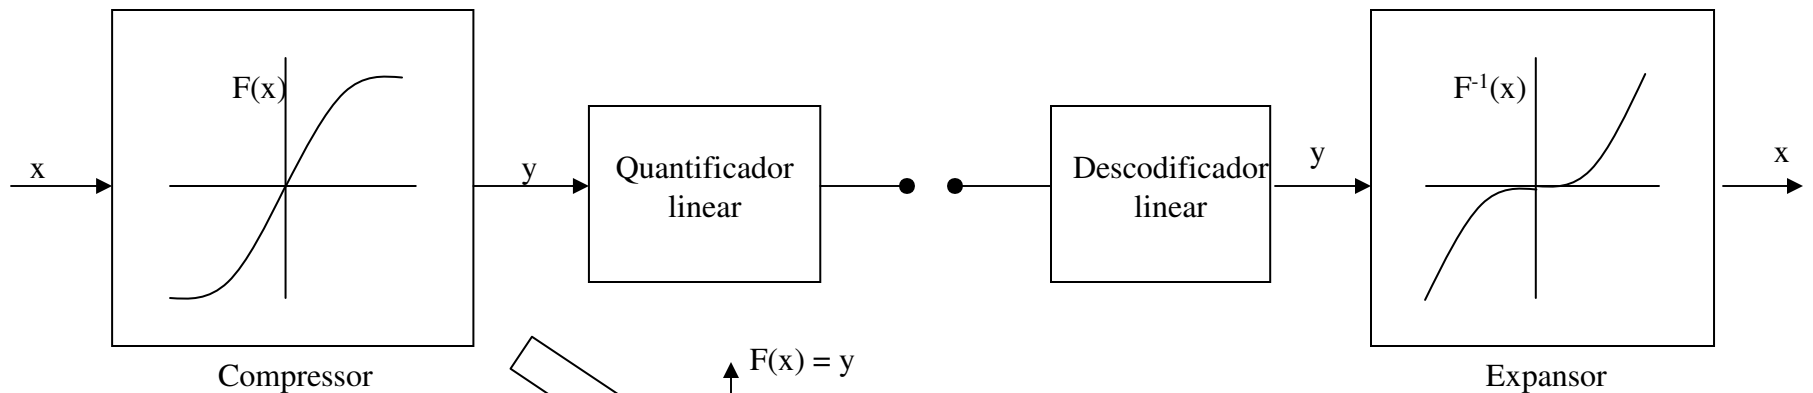 F(x)
F⁻¹(x)
x
y
Quantificador
linear
Descodificador
linear
y
x
F(x) = y
Compressor
Expansor